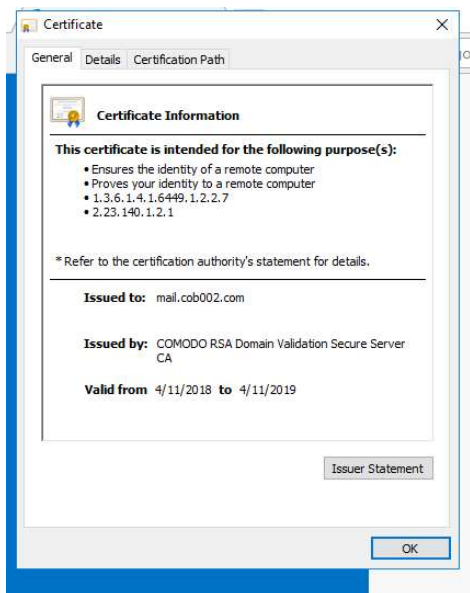 Certificate
General Details Certification Path
Certificate Information
This certificate is intended for the following purpose(s):
• Ensures the identity of a remote computer
• Proves your identity to a remote computer
• 1.3.6.1.4.1.6449.1.2.2.7
• 2.23.140.1.2.1
* Refer to the certification authority's statement for details.
Issued to: mail.cob002.com
Issued by: COMODO RSA Domain Validation Secure Server
CA
Valid from 4/11/2018 to 4/11/2019
Issuer Statement
OK